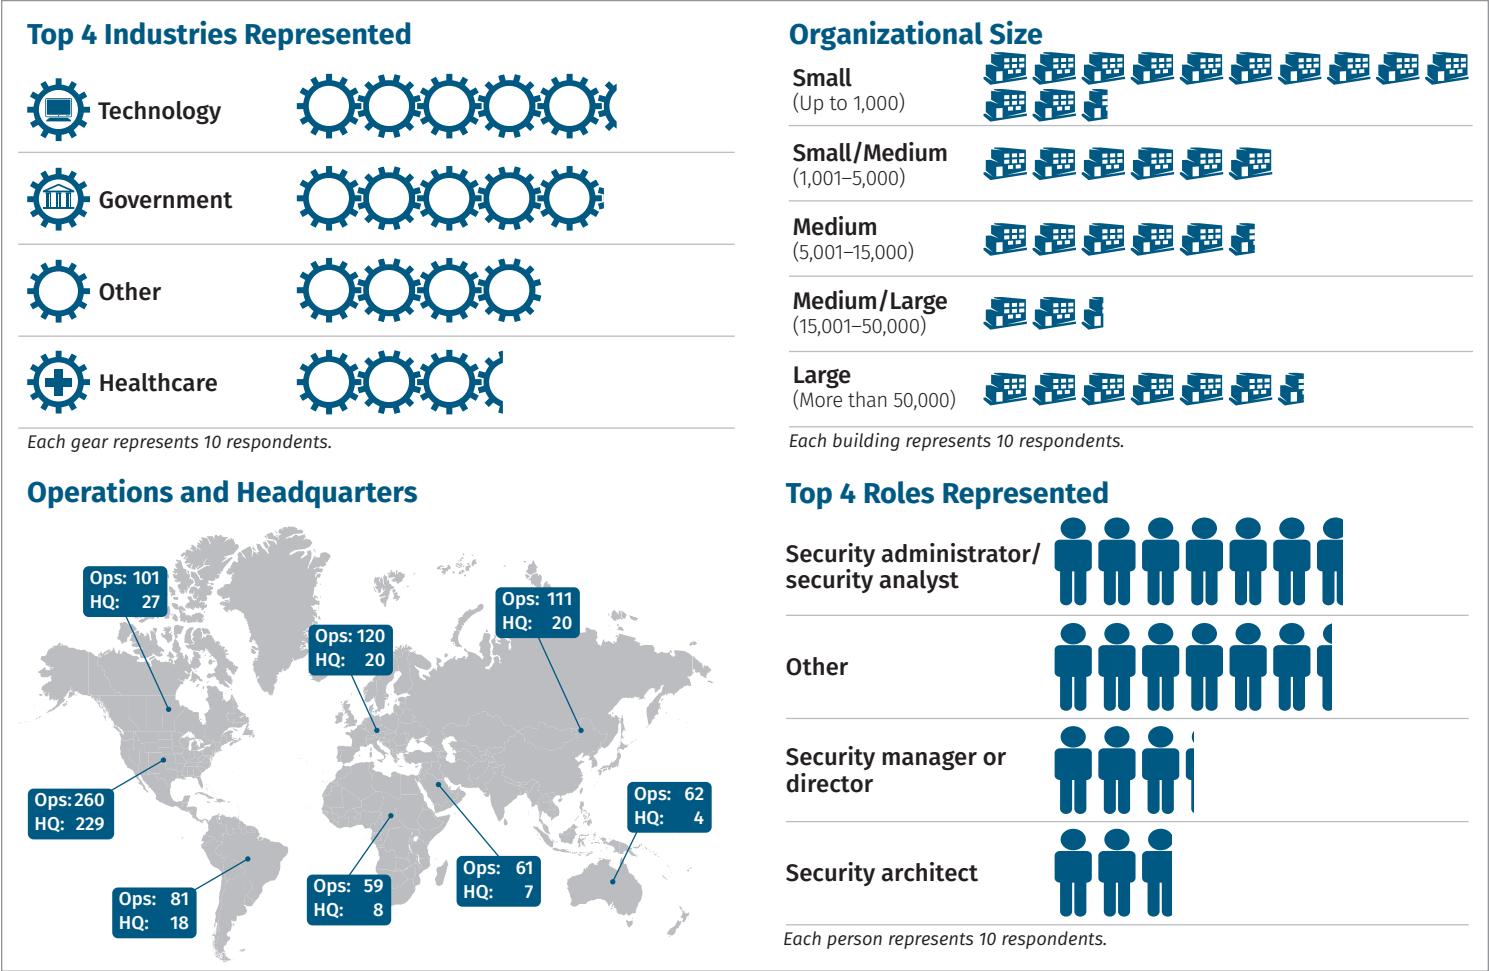 Top 4 Industries Represented
Technology
Government
Other
Healthcare
Each gear represents 10 respondents.
Organizational Size
Small
(Up to 1,000)
Small/Medium
(1,001–5,000)
Medium
(5,001–15,000)
Medium/Large
(15,001–50,000)
Large
(More than 50,000)
Each building represents 10 respondents.
Operations and Headquarters
Ops: 101
HQ: 27
Ops: 120
HQ: 20
Ops: 111
HQ: 20
Ops: 260
HQ: 229
Ops: 62
HQ: 4
Ops: 81
HQ: 18
Ops: 59
HQ: 8
Ops: 61
HQ: 7
Top 4 Roles Represented
Security administrator/
security analyst
Other
Security manager or
director
Security architect
Each person represents 10 respondents.